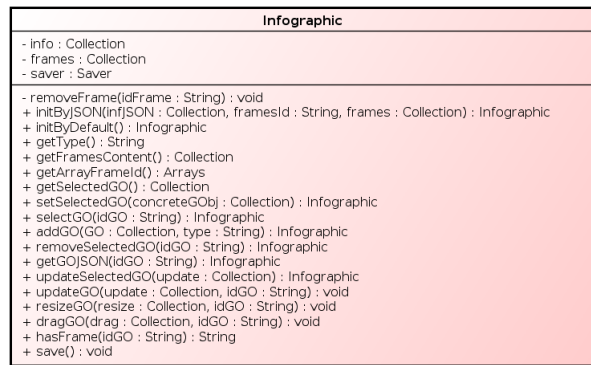 Infographic
- info : Collection
- frames : Collection
- saver : Saver
- removeFrame(idFrame : String) : void
+ initByJSON(infJSON : Collection, framesId : String, frames : Collection) : Infographic
+ initByDefault() : Infographic
+ getType() : String
+ getFramesContent() : Collection
+ getArrayFrameId() : Arrays
+ getSelectedGO() : Collection
+ setSelectedGO(concreteGObj : Collection) : Infographic
+ selectGO(idGO : String) : Infographic
+ addGO(GO : Collection, type : String) : Infographic
+ removeSelectedGO(idGO : String) : Infographic
+ getGOJSON(idGO : String) : Infographic
+ updateSelectedGO(update : Collection) : Infographic
+ updateGO(update : Collection, idGO : String) : void
+ resizeGO(resize : Collection, idGO : String) : void
+ dragGO(drag : Collection, idGO : String) : void
+ hasFrame(idGO : String) : String
+ save() : void